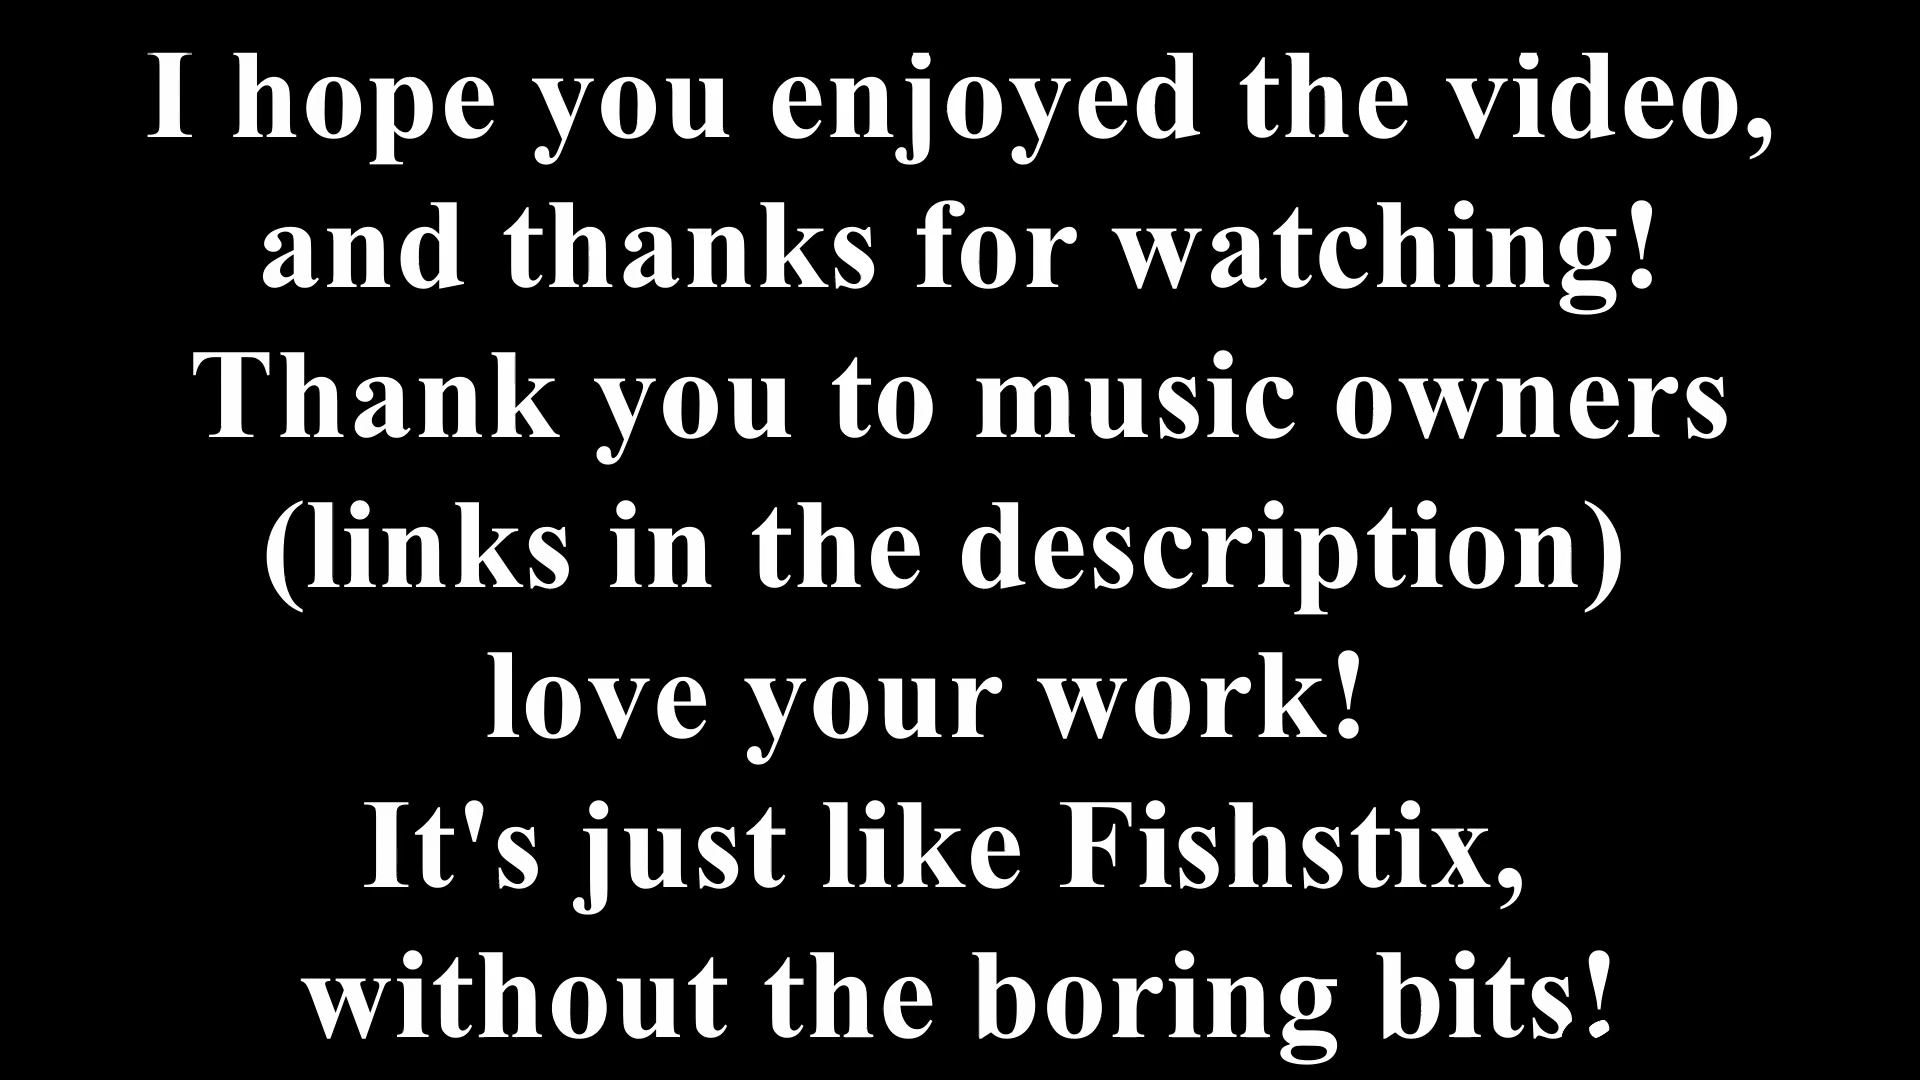 I hope you enjoyed the video,
and thanks for watching!
Thank you to music owners
(links in the description)
love your work!
It's just like Fishstix,
without the boring bits!